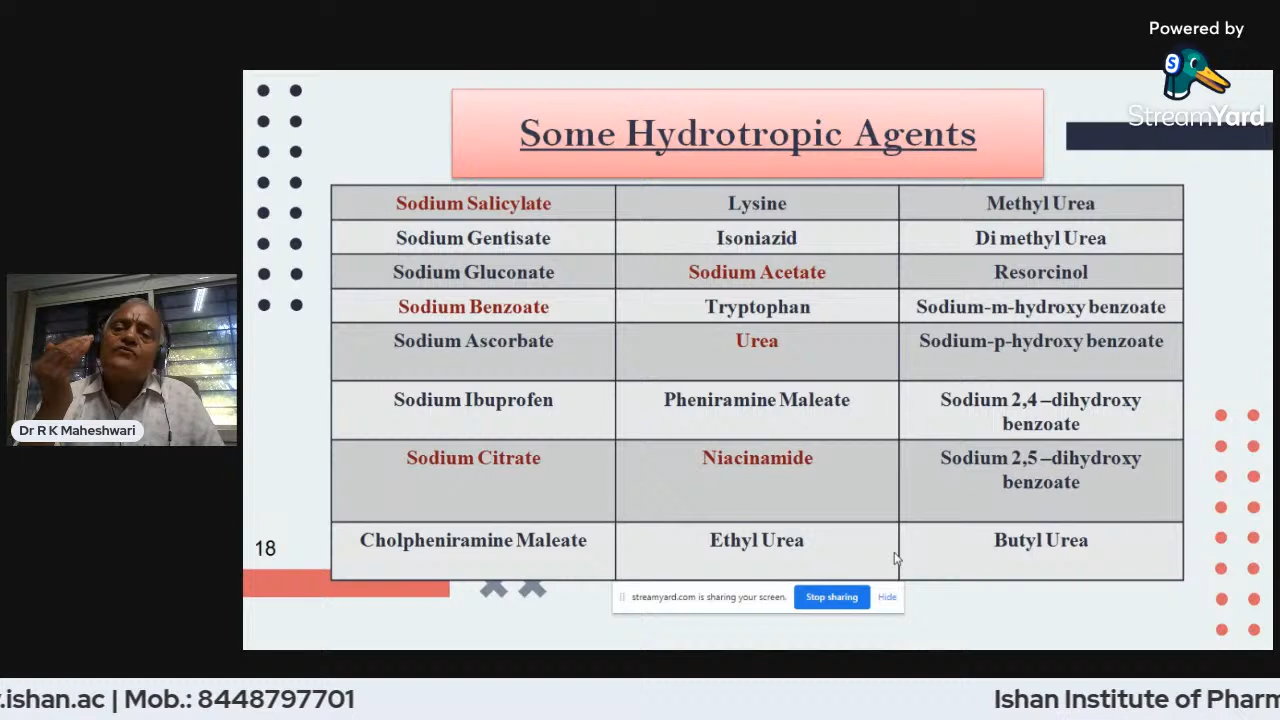 Powered by
S
StreamYard
Some Hydrotropic Agents
Sodium Salicylate Lysine Methyl Urea
Sodium Gentisate Isoniazid Di methyl Urea
Sodium Gluconate Sodium Acetate Resorcinol
Sodium Benzoate Tryptophan Sodium-m-hydroxy benzoate
Sodium Ascorbate Urea Sodium-p-hydroxy benzoate
Sodium Ibuprofen Pheniramine Maleate Sodium 2,4 –dihydroxy
benzoate
Sodium Citrate Niacinamide Sodium 2,5 –dihydroxy
benzoate
Cholpheniramine Maleate Ethyl Urea Butyl Urea
18
Dr R K Maheshwari
streamyard.com is sharing your screen. Stop sharing Hide
.ishan.ac | Mob.: 8448797701
Ishan Institute of Pharm